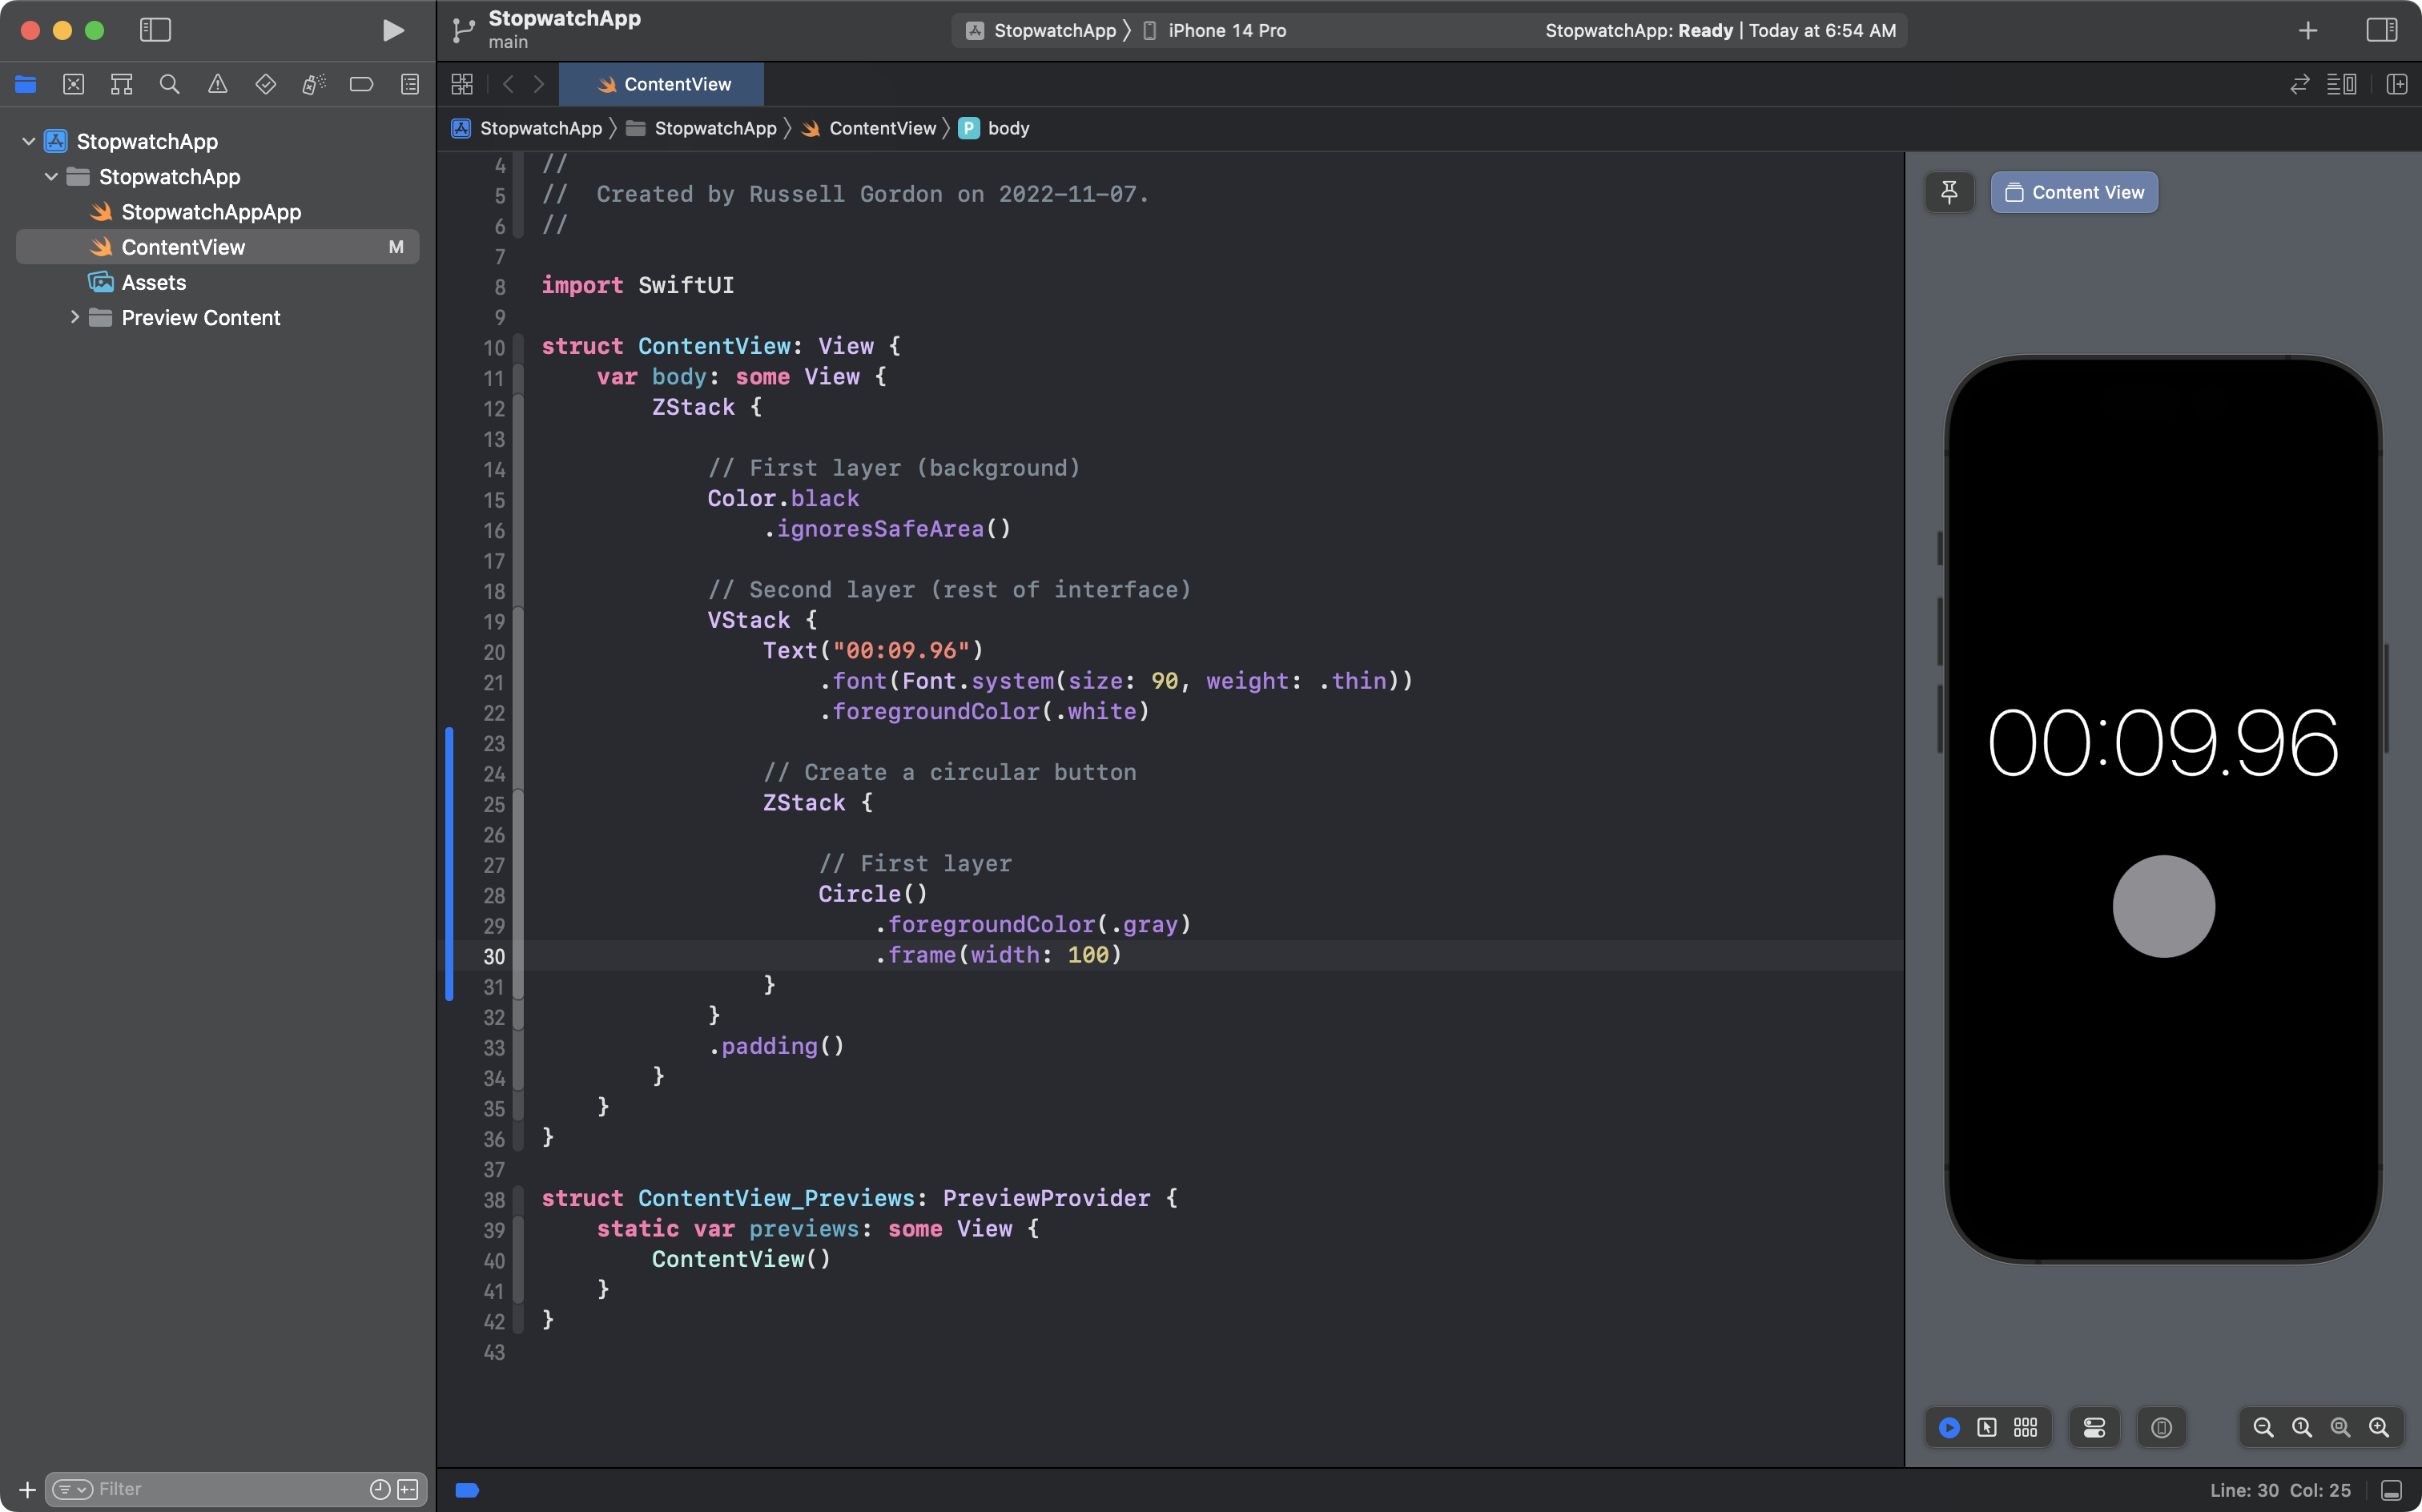 StopwatchApp
main
StopwatchApp 〉 iPhone 14 Pro
StopwatchApp: Ready | Today at 6:54 AM
ContentView
StopwatchApp 〉 StopwatchApp 〉 ContentView 〉 P body
StopwatchApp
StopwatchApp
StopwatchAppApp
ContentView M
Assets
Preview Content
Filter
4 //
5 //  Created by Russell Gordon on 2022-11-07.
6 //
7
8 import SwiftUI
9
10 struct ContentView: View {
11     var body: some View {
12         ZStack {
13
14             // First layer (background)
15             Color.black
16                 .ignoresSafeArea()
17
18             // Second layer (rest of interface)
19             VStack {
20                 Text("00:09.96")
21                     .font(Font.system(size: 90, weight: .thin))
22                     .foregroundColor(.white)
23
24                 // Create a circular button
25                 ZStack {
26
27                     // First layer
28                     Circle()
29                         .foregroundColor(.gray)
30                         .frame(width: 100)
31                 }
32             }
33             .padding()
34         }
35     }
36 }
37
38 struct ContentView_Previews: PreviewProvider {
39     static var previews: some View {
40         ContentView()
41     }
42 }
43
Content View
00:09.96
Line: 30 Col: 25